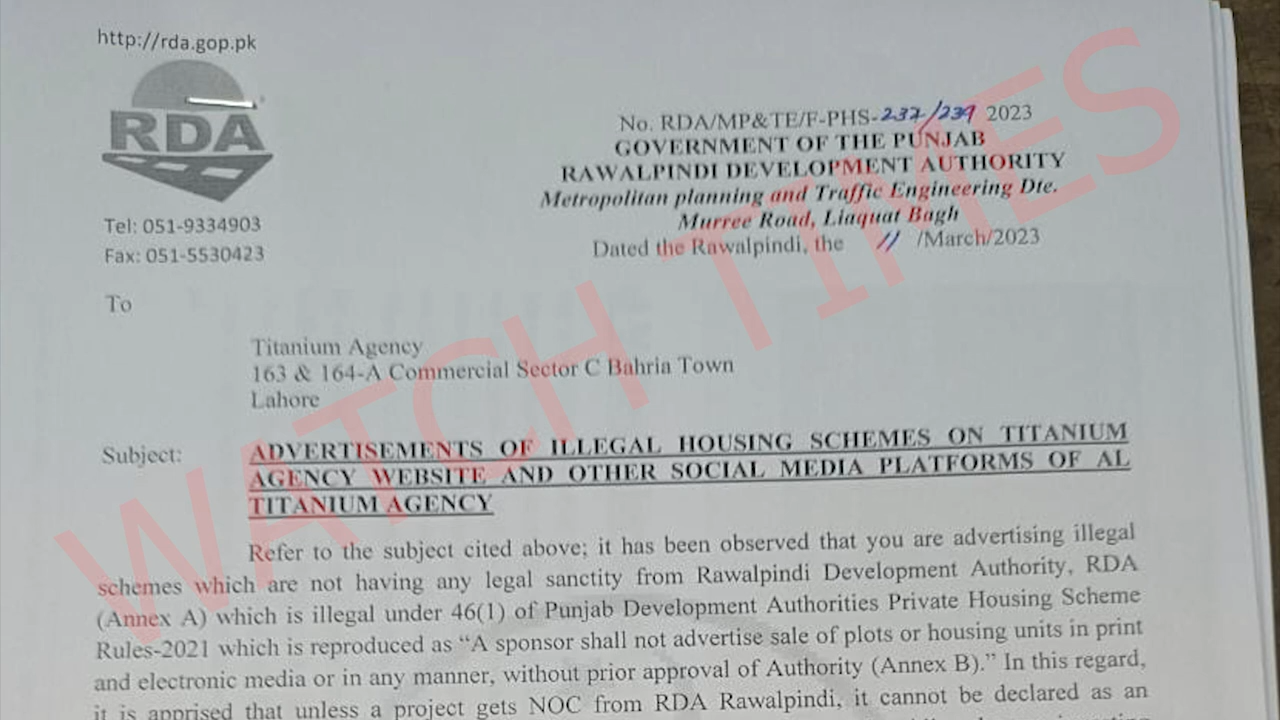 http://rda.gop.pk
RDA
Tel: 051-9334903
Fax: 051-5530423
No. RDA/MP&TE/F-PHS-237/239 2023
GOVERNMENT OF THE PUNJAB
RAWALPINDI DEVELOPMENT AUTHORITY
Metropolitan planning and Traffic Engineering Dte.
Murree Road, Liaquat Bagh
Dated the Rawalpindi, the 11 /March/2023
To
Titanium Agency
163 & 164-A Commercial Sector C Bahria Town
Lahore
Subject: ADVERTISEMENTS OF ILLEGAL HOUSING SCHEMES ON TITANIUM
AGENCY WEBSITE AND OTHER SOCIAL MEDIA PLATFORMS OF AL
TITANIUM AGENCY
Refer to the subject cited above; it has been observed that you are advertising illegal
schemes which are not having any legal sanctity from Rawalpindi Development Authority, RDA
(Annex A) which is illegal under 46(1) of Punjab Development Authorities Private Housing Scheme
Rules-2021 which is reproduced as “A sponsor shall not advertise sale of plots or housing units in print
and electronic media or in any manner, without prior approval of Authority (Annex B).” In this regard,
it is apprised that unless a project gets NOC from RDA Rawalpindi, it cannot be declared as an
WATCH TIMES